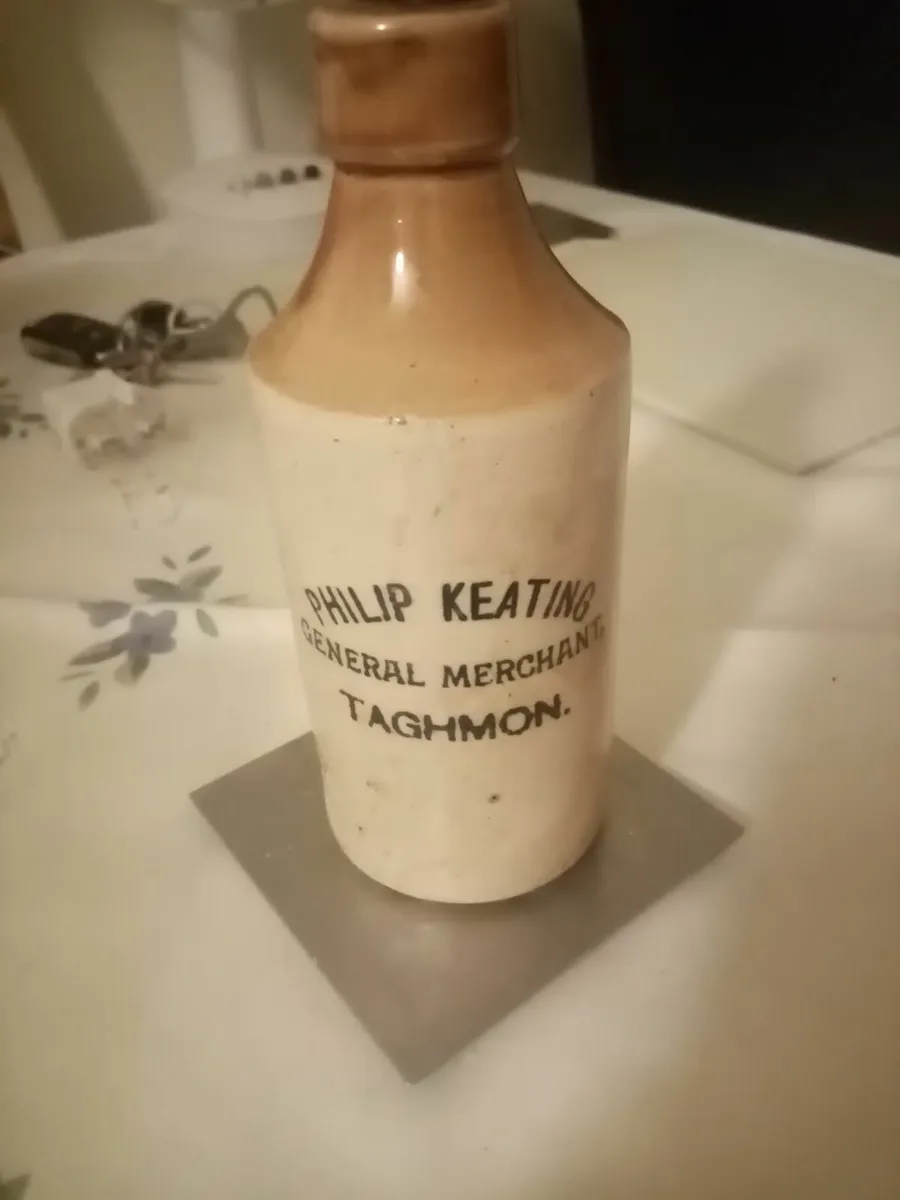 PHILIP KEATING
GENERAL MERCHANT,
TAGHMON.